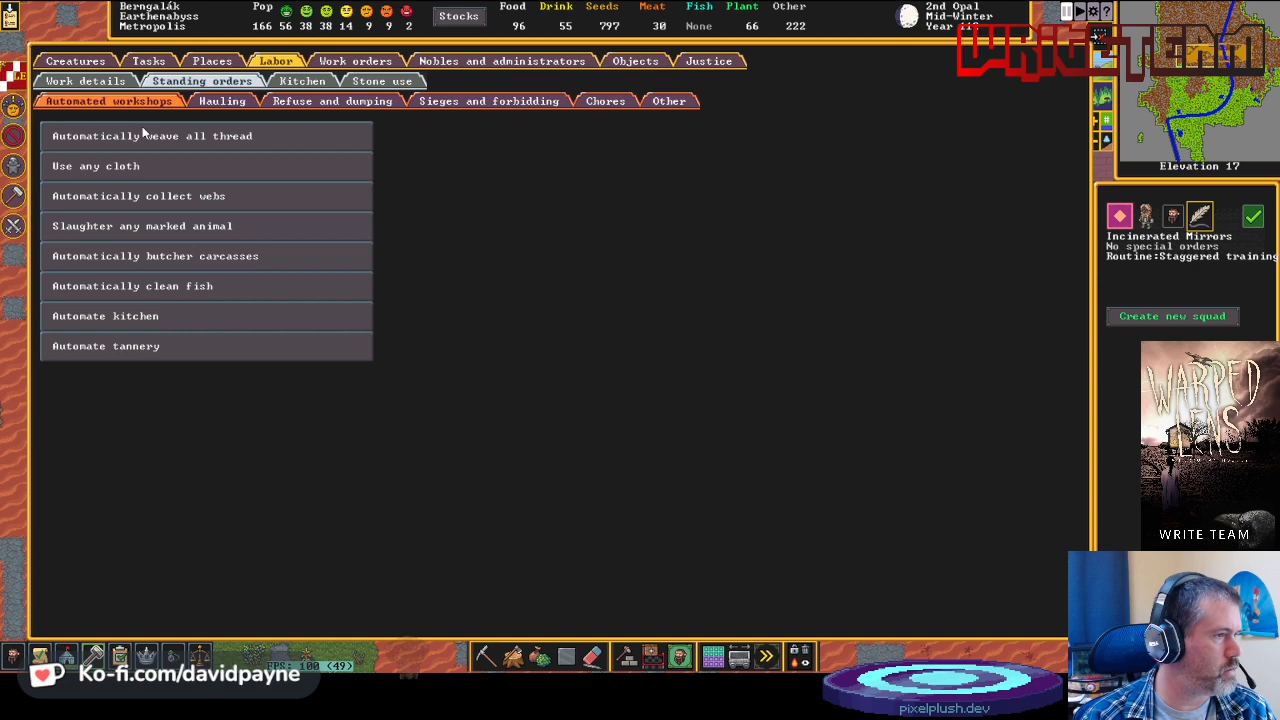 Berngalák
Earthenabyss
Metropolis
Pop
166 56 38 38 14 9 9 2
Stocks
Food Drink Seeds Meat Fish Plant Other
96 55 797 30 None 66 222
2nd Opal
Mid-Winter
WRITE TEAM
Creatures Tasks Places Labor Work orders Nobles and administrators Objects Justice
Work details Standing orders Kitchen Stone use
Automated workshops Hauling Refuse and dumping Sieges and forbidding Chores Other
Automatically weave all thread
Use any cloth
Automatically collect webs
Slaughter any marked animal
Automatically butcher carcasses
Automatically clean fish
Automate kitchen
Automate tannery
Elevation 17
Incinerated Mirrors
No special orders
Routine:Staggered training
Create new squad
WARPED
LENS
WRITE TEAM
FPS: 100 (49)
Ko-fi.com/davidpayne
pixelplush.dev